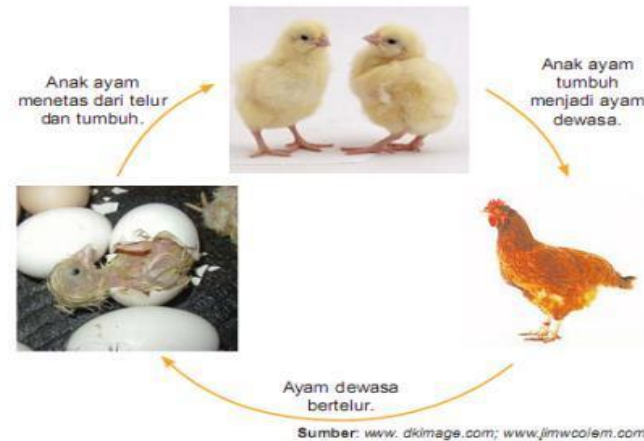 Anak ayam
menetas dari telur
dan tumbuh.
Anak ayam
tumbuh
menjadi ayam
dewasa.
Ayam dewasa
bertelur.
Sumber: www. dkimage.com; www.jimwcolem.com